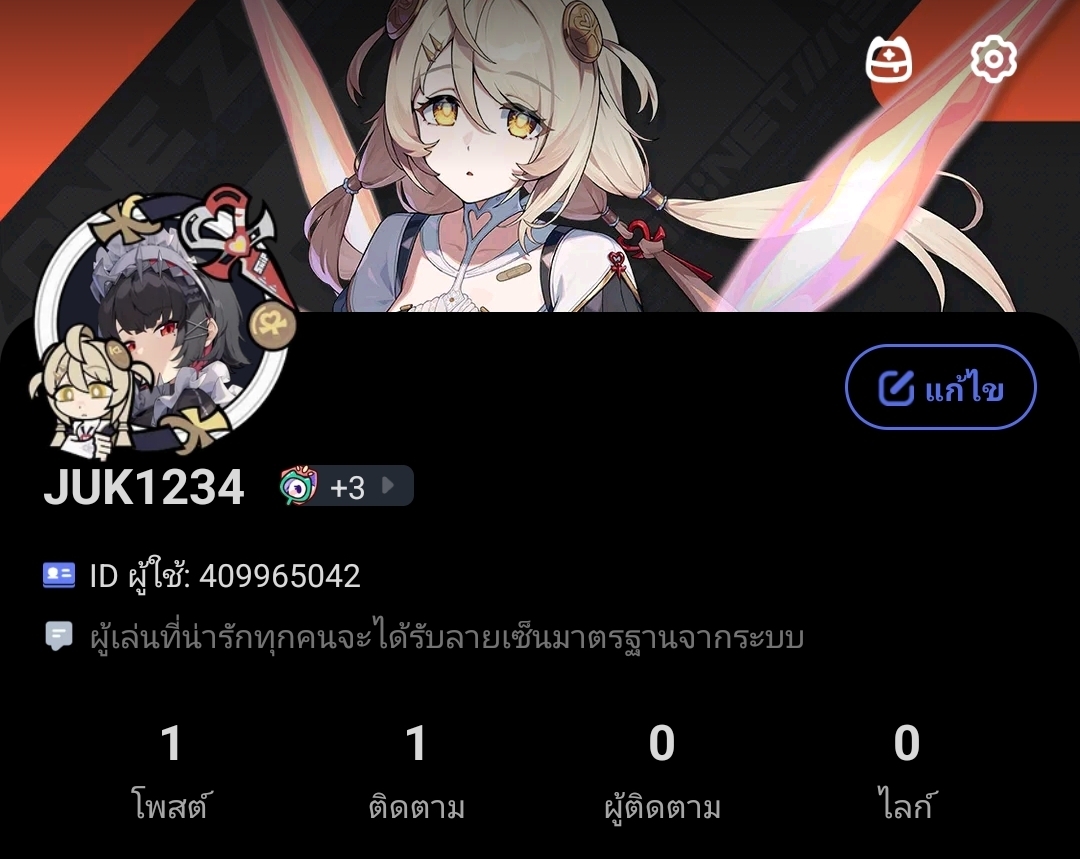 แก้ไข
JUK1234 +3
ID ผู้ใช้: 409965042
ผู้เล่นที่น่ารักทุกคนจะได้รับลายเซ็นมาตรฐานจากระบบ
1 1 0 0
โพสต์ ติดตาม ผู้ติดตาม ไลก์